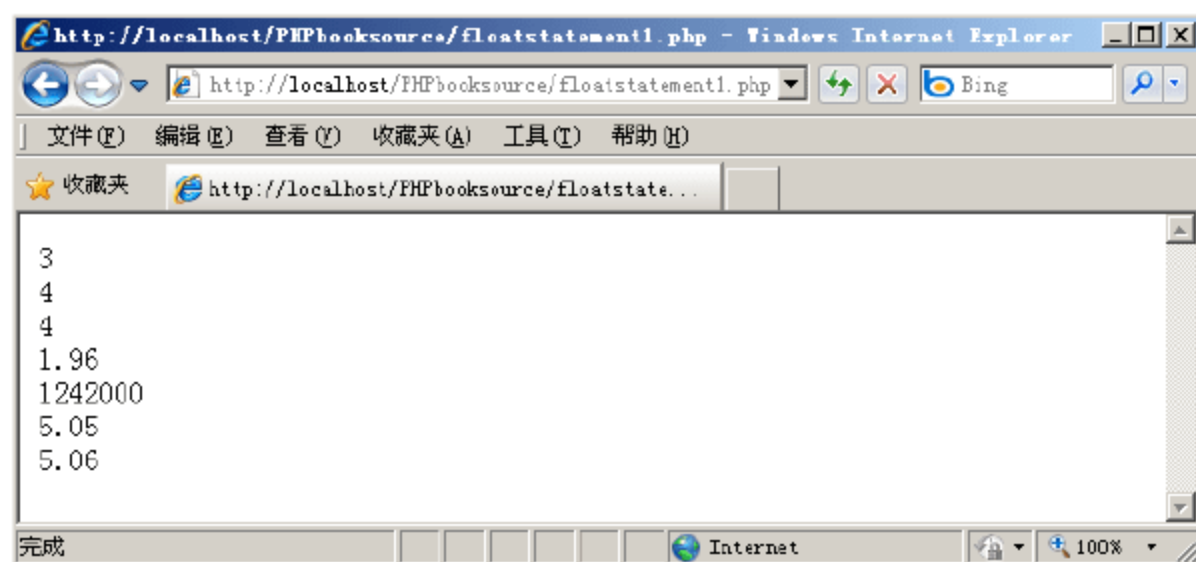 http://localhost/PHPbooksource/floatstatement1.php - Windows Internet Explorer
http://localhost/PHPbooksource/floatstatement1.php
Bing
文件(F) 编辑(E) 查看(V) 收藏夹(A) 工具(T) 帮助(H)
收藏夹
http://localhost/PHPbooksource/floatstate...
3
4
4
1.96
1242000
5.05
5.06
完成
Internet
100%